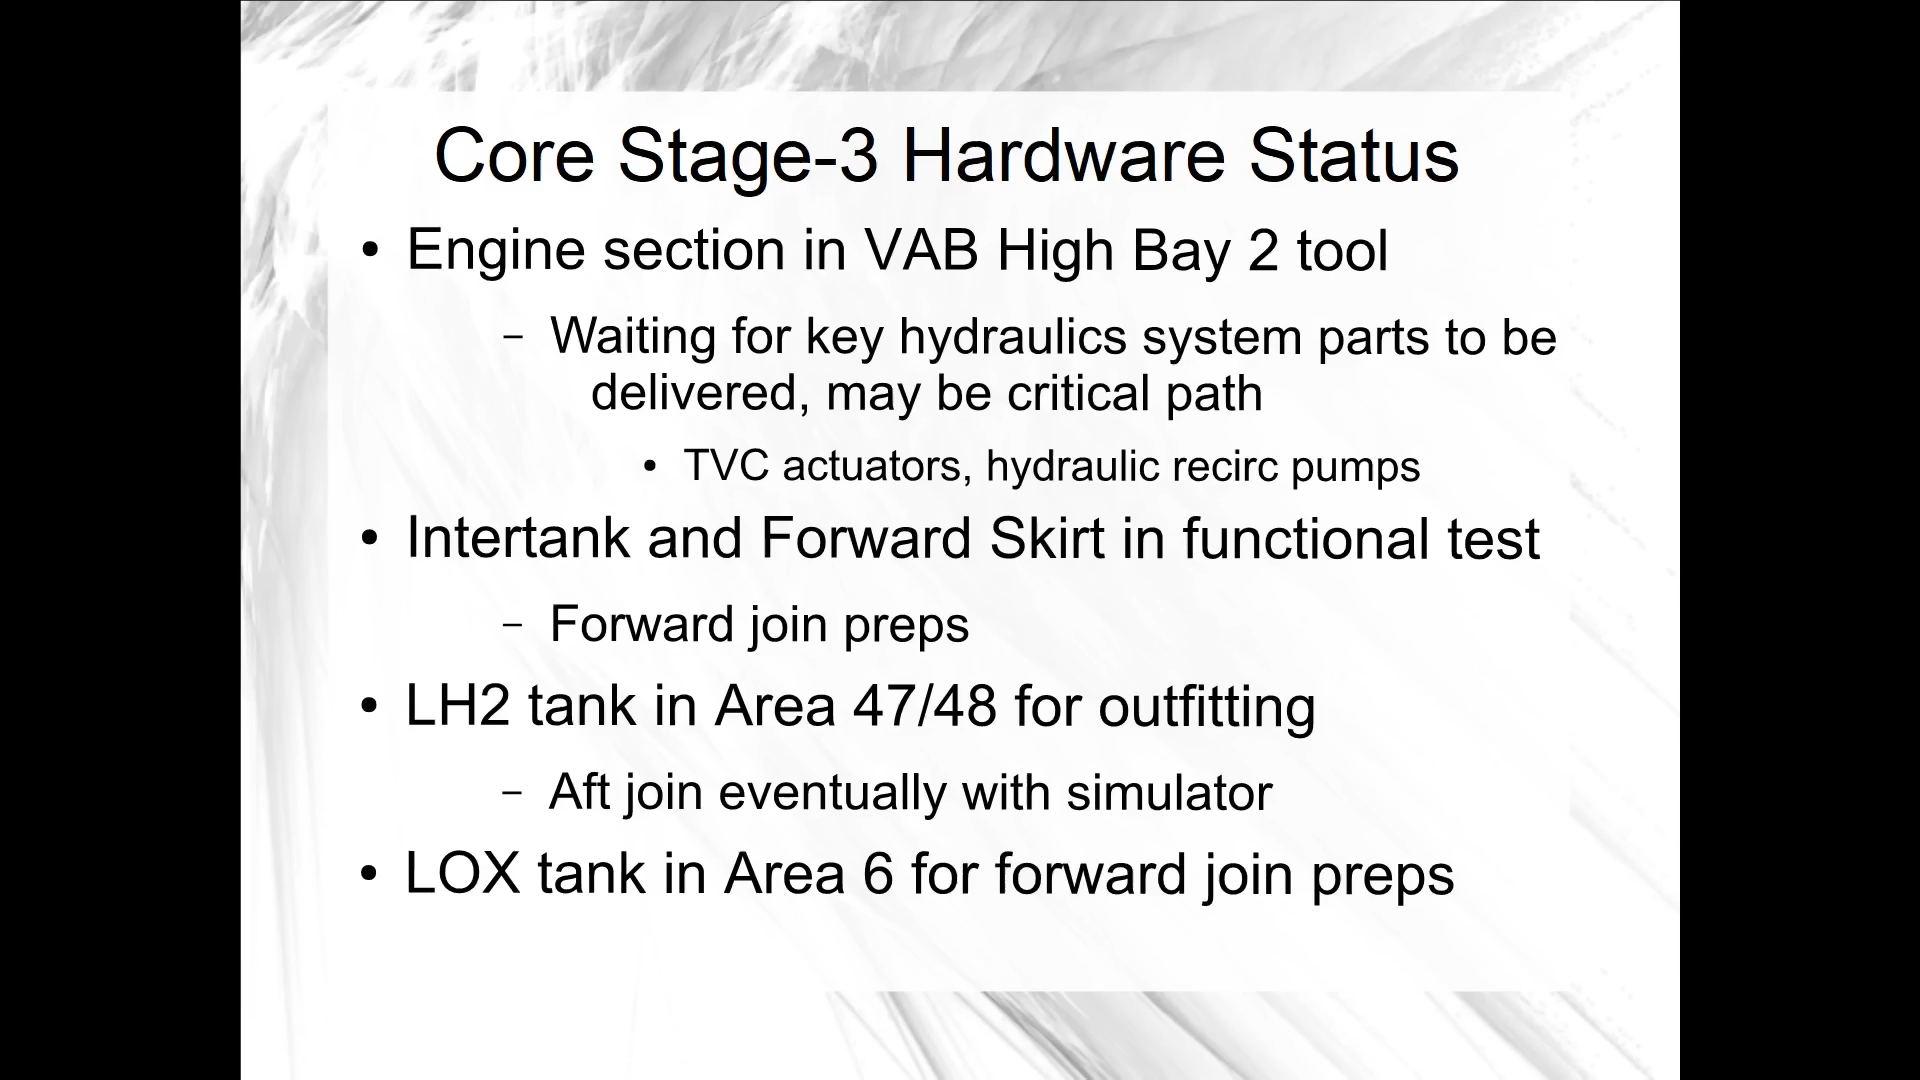 Core Stage-3 Hardware Status
• Engine section in VAB High Bay 2 tool
– Waiting for key hydraulics system parts to be
delivered, may be critical path
• TVC actuators, hydraulic recirc pumps
• Intertank and Forward Skirt in functional test
– Forward join preps
• LH2 tank in Area 47/48 for outfitting
– Aft join eventually with simulator
• LOX tank in Area 6 for forward join preps